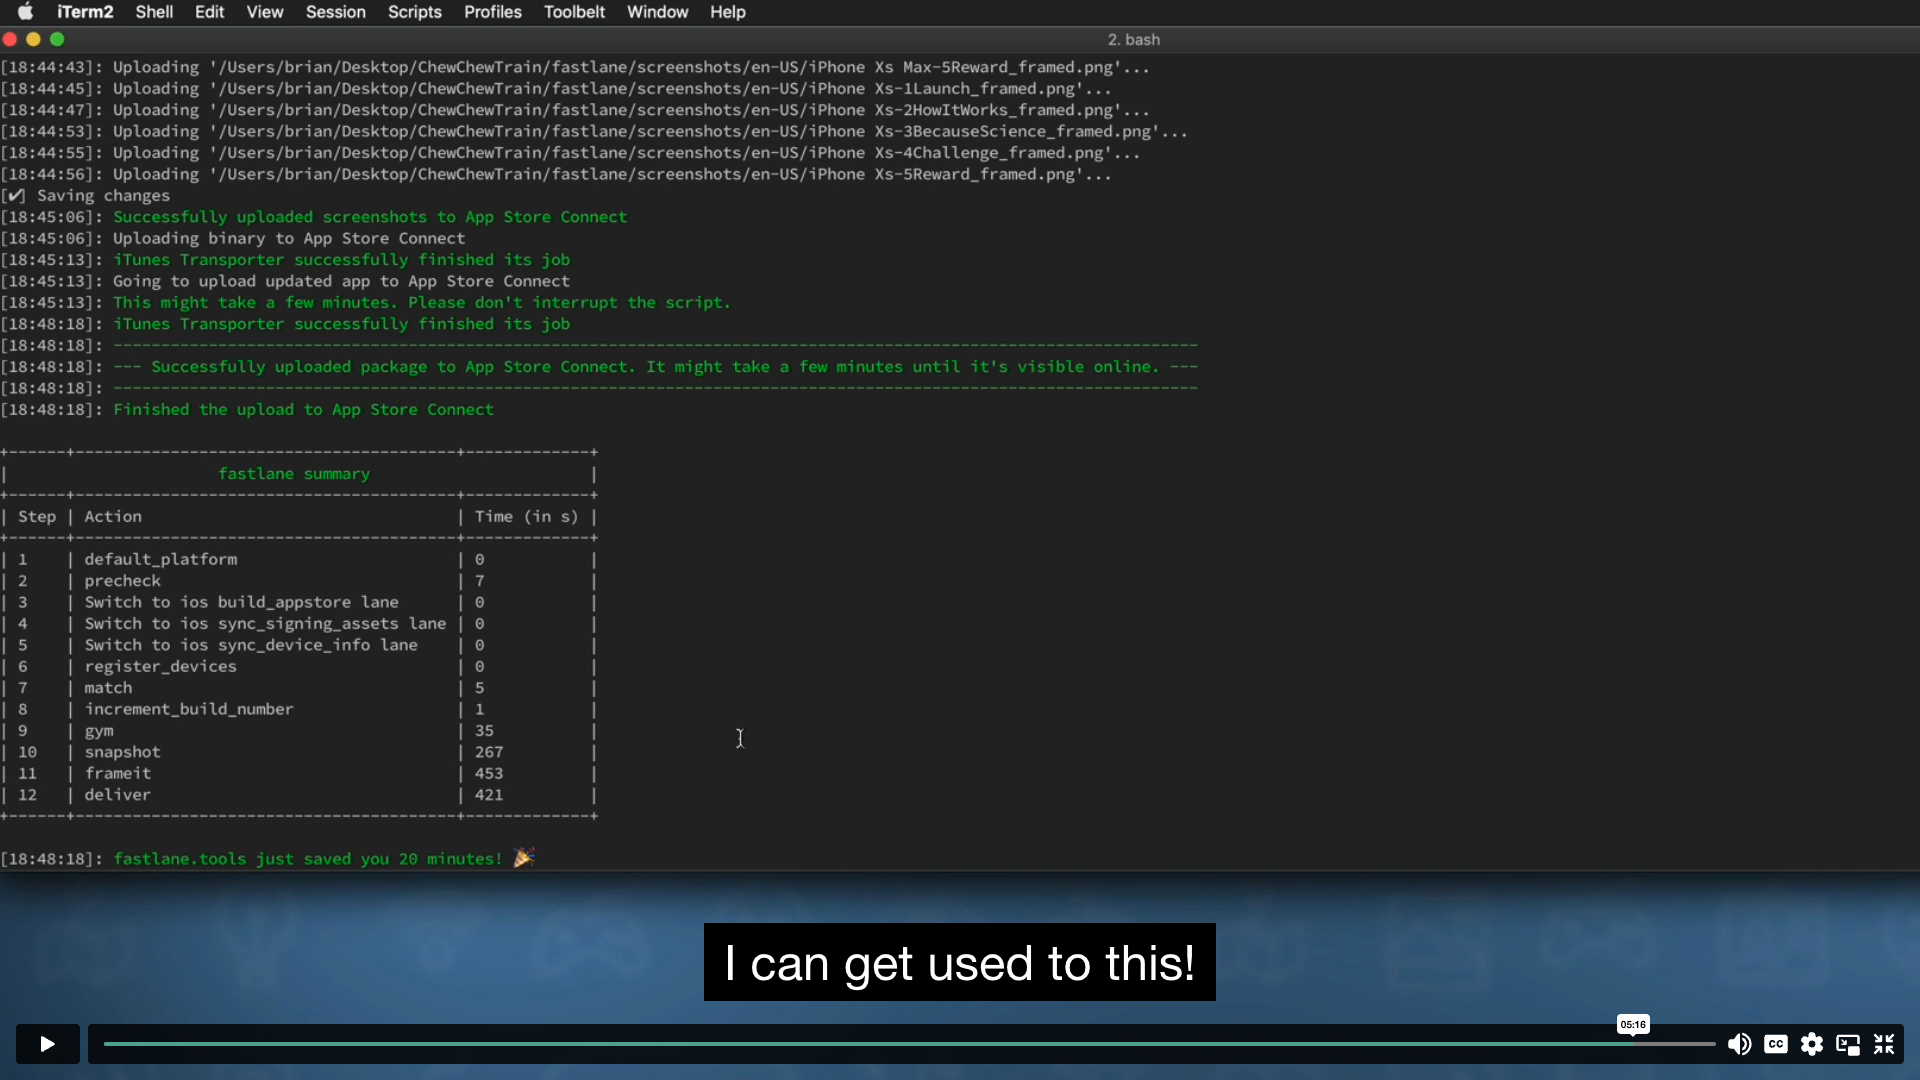 iTerm2 Shell Edit View Session Scripts Profiles Toolbelt Window Help
2. bash
[18:44:43]: Uploading '/Users/brian/Desktop/ChewChewTrain/fastlane/screenshots/en-US/iPhone Xs Max-5Reward_framed.png'...
[18:44:45]: Uploading '/Users/brian/Desktop/ChewChewTrain/fastlane/screenshots/en-US/iPhone Xs-1Launch_framed.png'...
[18:44:47]: Uploading '/Users/brian/Desktop/ChewChewTrain/fastlane/screenshots/en-US/iPhone Xs-2HowItWorks_framed.png'...
[18:44:53]: Uploading '/Users/brian/Desktop/ChewChewTrain/fastlane/screenshots/en-US/iPhone Xs-3BecauseScience_framed.png'...
[18:44:55]: Uploading '/Users/brian/Desktop/ChewChewTrain/fastlane/screenshots/en-US/iPhone Xs-4Challenge_framed.png'...
[18:44:56]: Uploading '/Users/brian/Desktop/ChewChewTrain/fastlane/screenshots/en-US/iPhone Xs-5Reward_framed.png'...
[✔] Saving changes
[18:45:06]: Successfully uploaded screenshots to App Store Connect
[18:45:06]: Uploading binary to App Store Connect
[18:45:13]: iTunes Transporter successfully finished its job
[18:45:13]: Going to upload updated app to App Store Connect
[18:45:13]: This might take a few minutes. Please don't interrupt the script.
[18:48:18]: iTunes Transporter successfully finished its job
[18:48:18]: ------------------------------------------------------------------------------------------------------------------
[18:48:18]: --- Successfully uploaded package to App Store Connect. It might take a few minutes until it's visible online. ---
[18:48:18]: ------------------------------------------------------------------------------------------------------------------
[18:48:18]: Finished the upload to App Store Connect
+------+----------------------------------------+-------------+
| fastlane summary |
+------+----------------------------------------+-------------+
| Step | Action | Time (in s) |
+------+----------------------------------------+-------------+
| 1 | default_platform | 0 |
| 2 | precheck | 7 |
| 3 | Switch to ios build_appstore lane | 0 |
| 4 | Switch to ios sync_signing_assets lane | 0 |
| 5 | Switch to ios sync_device_info lane | 0 |
| 6 | register_devices | 0 |
| 7 | match | 5 |
| 8 | increment_build_number | 1 |
| 9 | gym | 35 |
| 10 | snapshot | 267 |
| 11 | frameit | 453 |
| 12 | deliver | 421 |
+------+----------------------------------------+-------------+
[18:48:18]: fastlane.tools just saved you 20 minutes! 🎉
I can get used to this!
05:16
CC